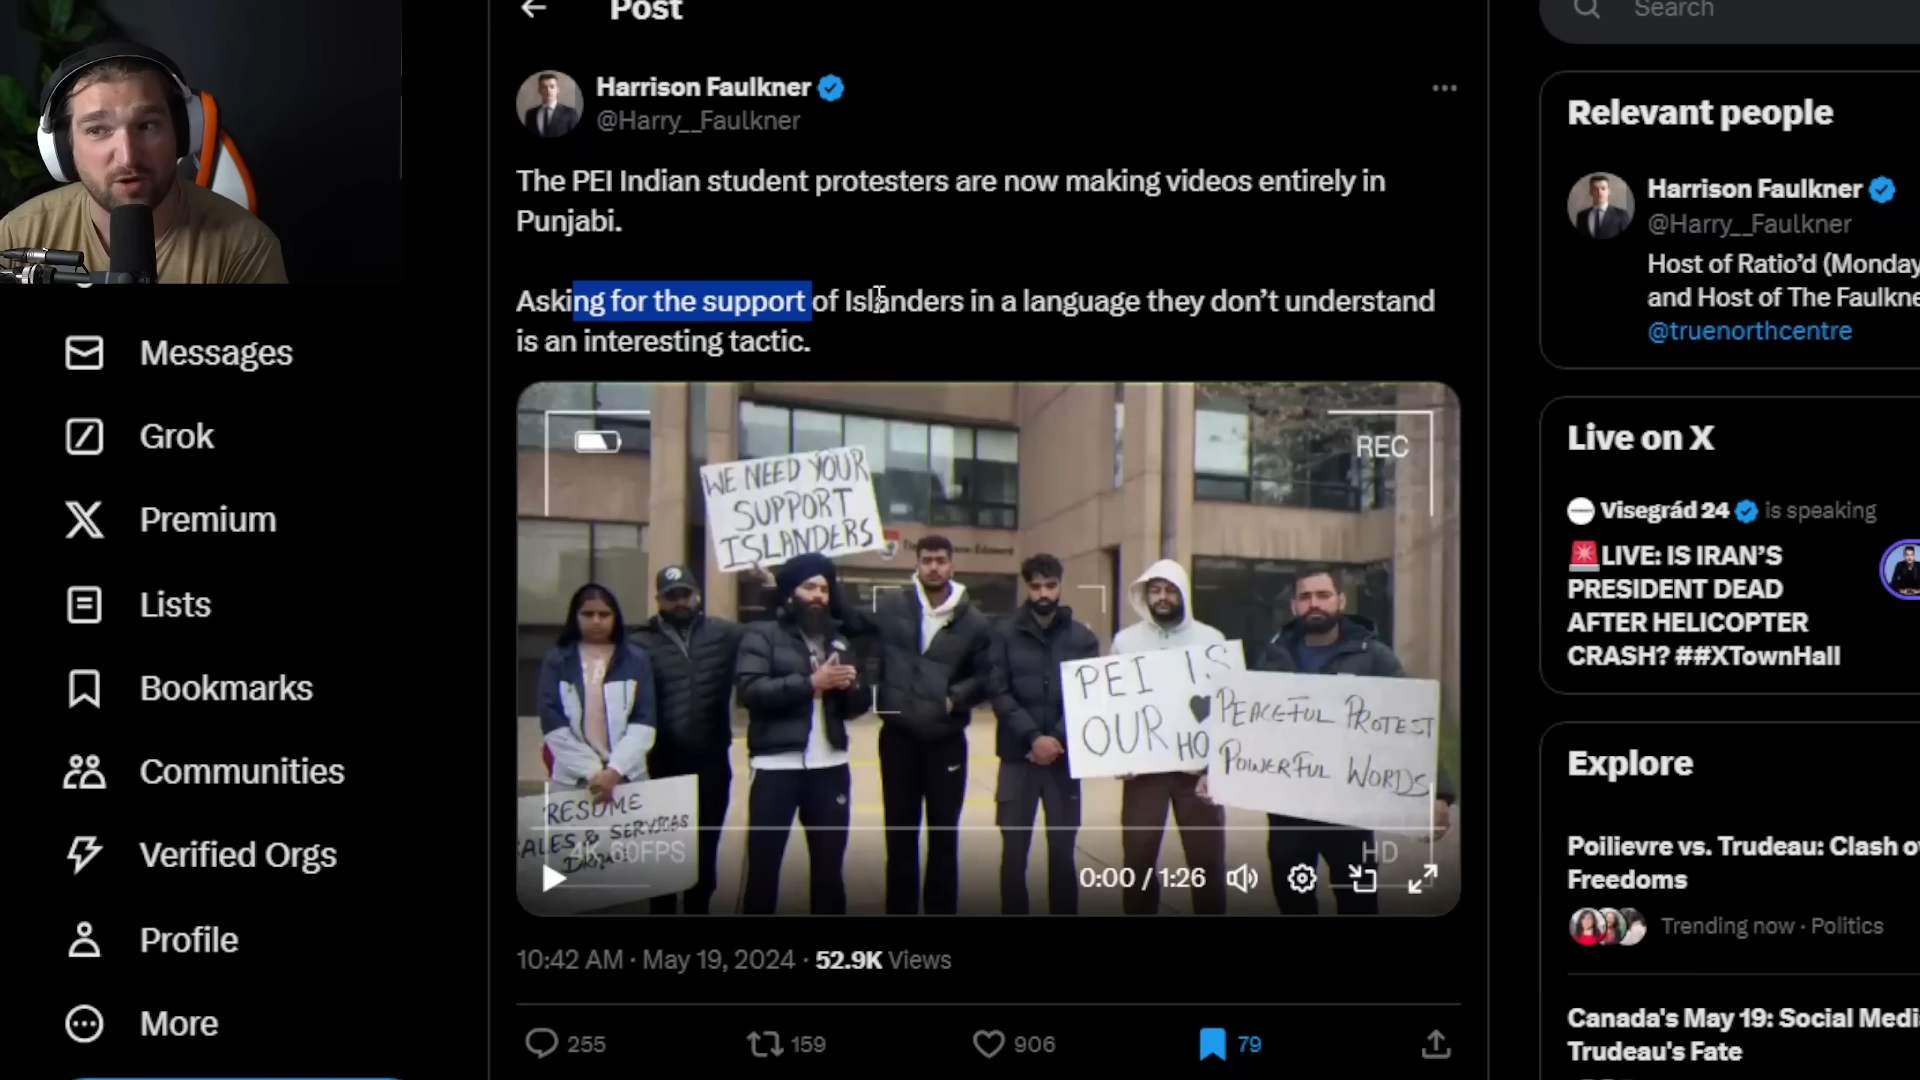 Post
Search
Harrison Faulkner
@Harry__Faulkner
The PEI Indian student protesters are now making videos entirely in
Punjabi.
Asking for the support of Islanders in a language they don't understand
is an interesting tactic.
REC
WE NEED YOUR
SUPPORT
ISLANDERS
PEI IS
OUR
HO
PEACEFUL PROTEST
POWERFUL WORDS
RESUME
ALES & SERVICES
4K 60FPS
HD
0:00 / 1:26
10:42 AM · May 19, 2024 · 52.9K Views
255
159
906
79
Messages
Grok
Premium
Lists
Bookmarks
Communities
Verified Orgs
Profile
More
Relevant people
Harrison Faulkner
@Harry__Faulkner
Host of Ratio'd (Monday
and Host of The Faulkne
@truenorthcentre
Live on X
Visegrád 24 is speaking
🚨LIVE: IS IRAN'S
PRESIDENT DEAD
AFTER HELICOPTER
CRASH? ##XTownHall
Explore
Poilievre vs. Trudeau: Clash o
Freedoms
Trending now · Politics
Canada's May 19: Social Medi
Trudeau's Fate